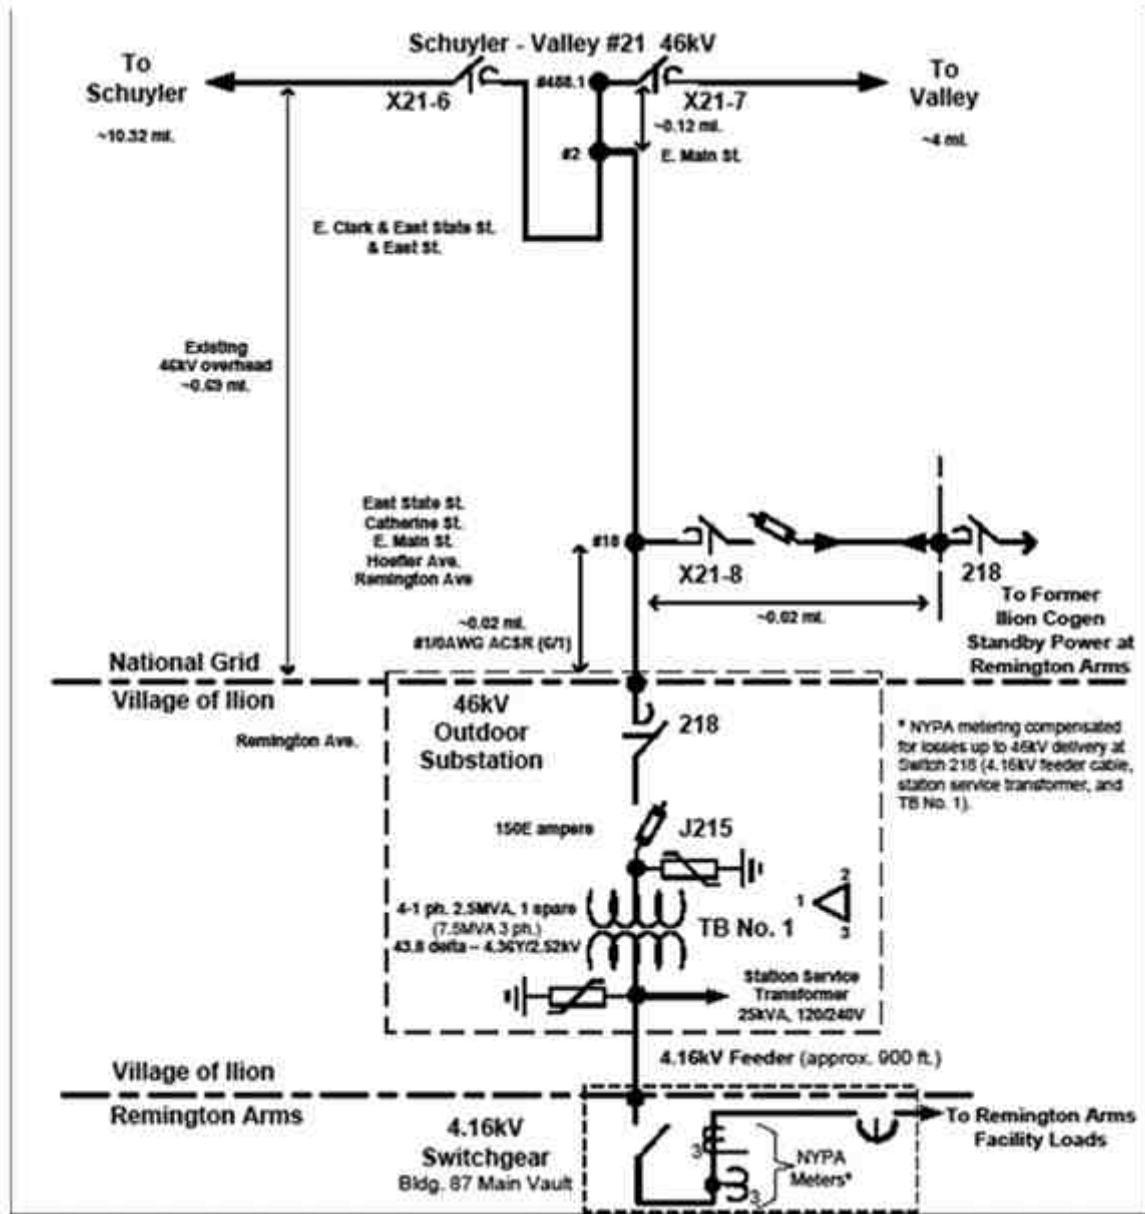 Schuyler - Valley #21 46kV
To
Schuyler
~10.32 mi.
X21-6
#488.1
X21-7
To
Valley
~4 mi.
~0.12 mi.
#2
E. Main St.
E. Clark & East State St.
& East St.
Existing
46kV overhead
~0.69 mi.
East State St.
Catherine St.
E. Main St.
Hoefler Ave.
Remington Ave
#18
X21-8
218
~0.02 mi.
To Former
Ilion Cogen
Standby Power at
Remington Arms
~0.02 mi.
#1/0AWG ACSR (6/1)
National Grid
Village of Ilion
Remington Ave.
46kV
Outdoor
Substation
218
* NYPA metering compensated
for losses up to 46kV delivery at
Switch 218 (4.16kV feeder cable,
station service transformer, and
TB No. 1).
150E ampere
J215
4-1 ph. 2.5MVA, 1 spare
(7.5MVA 3 ph.)
43.8 delta – 4.36Y/2.52kV
TB No. 1
1
2
3
Station Service
Transformer
25kVA, 120/240V
4.16kV Feeder (approx. 900 ft.)
Village of Ilion
Remington Arms
4.16kV
Switchgear
Bldg. 87 Main Vault
3
3
NYPA
Meters*
To Remington Arms
Facility Loads